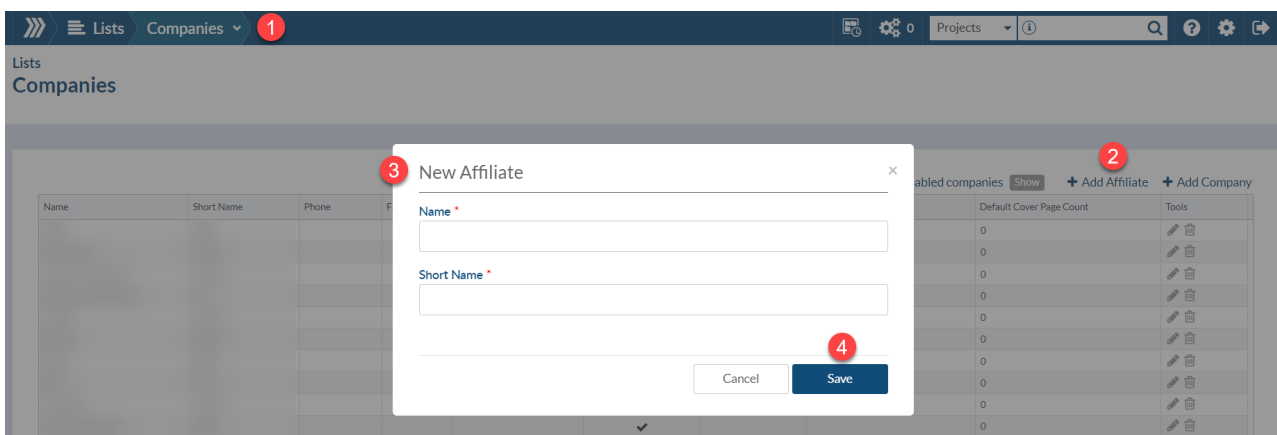 Lists Companies 1 0 Projects
Lists
Companies
2
3 New Affiliate ×
Show + Add Affiliate + Add Company
Name Short Name Phone Default Cover Page Count Tools
Name *
0
0
Short Name *
0
0
0
0
4
0
Cancel Save
0
0
0